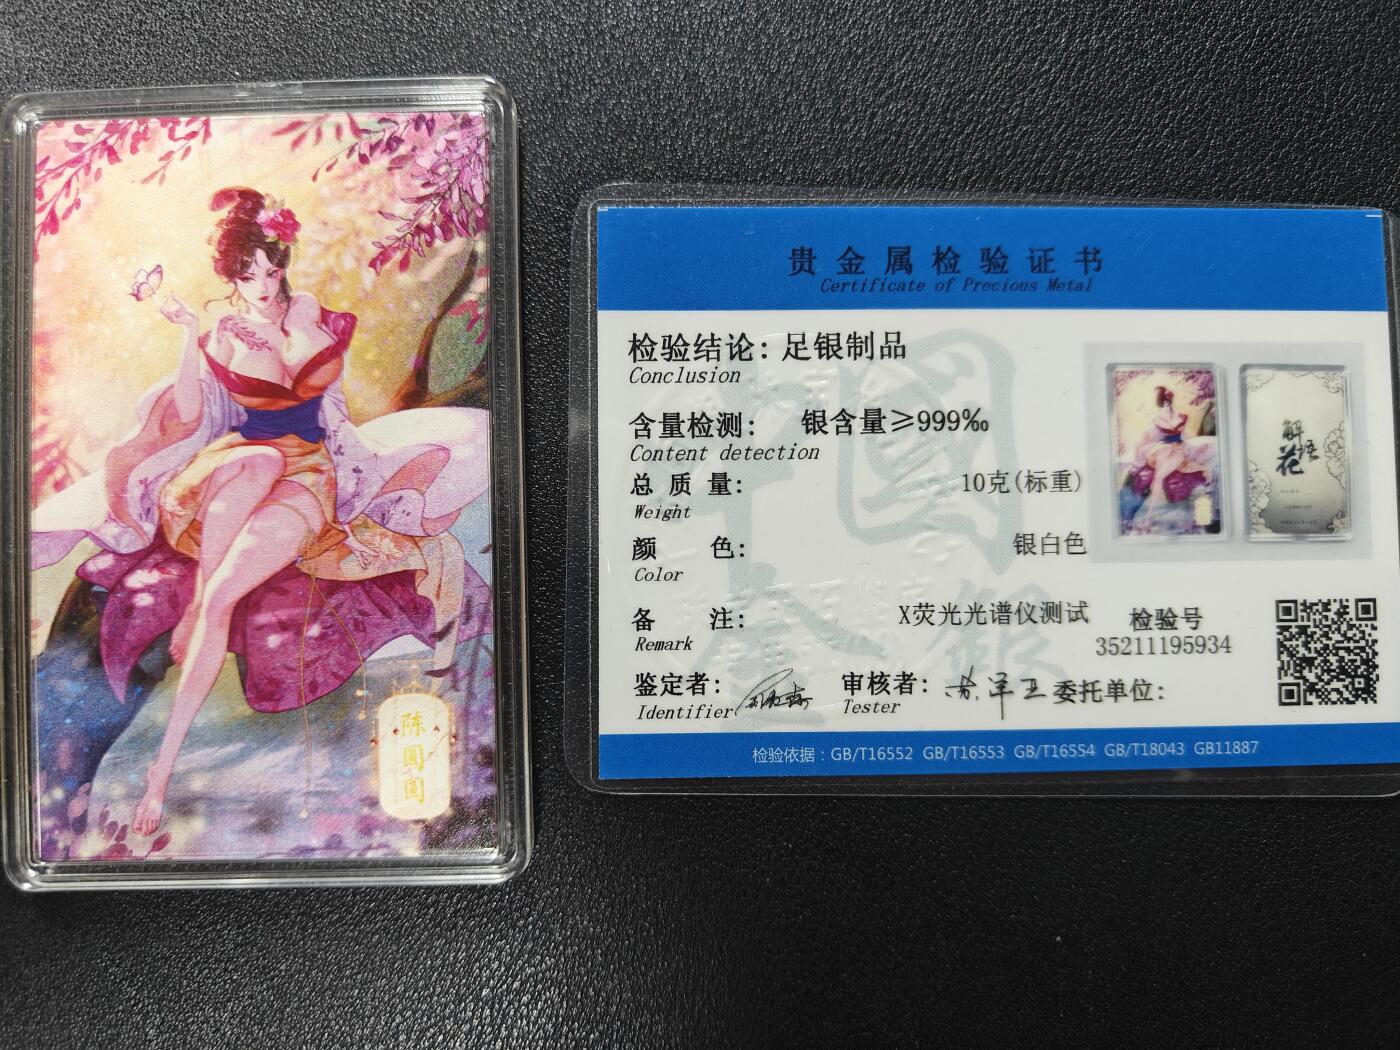 陈圆圆
贵金属检验证书
Certificate of Precious Metal
检验结论：足银制品
Conclusion
含量检测： 银含量≥999‰
Content detection
总 质 量： 10克(标重)
Weight
颜 色： 银白色
Color
备 注： X荧光光谱仪测试
Remark
检验号
35211195934
鉴定者：
Identifier
审核者：
Tester
委托单位：
检验依据：GB/T16552 GB/T16553 GB/T16554 GB/T18043 GB11887
解语花